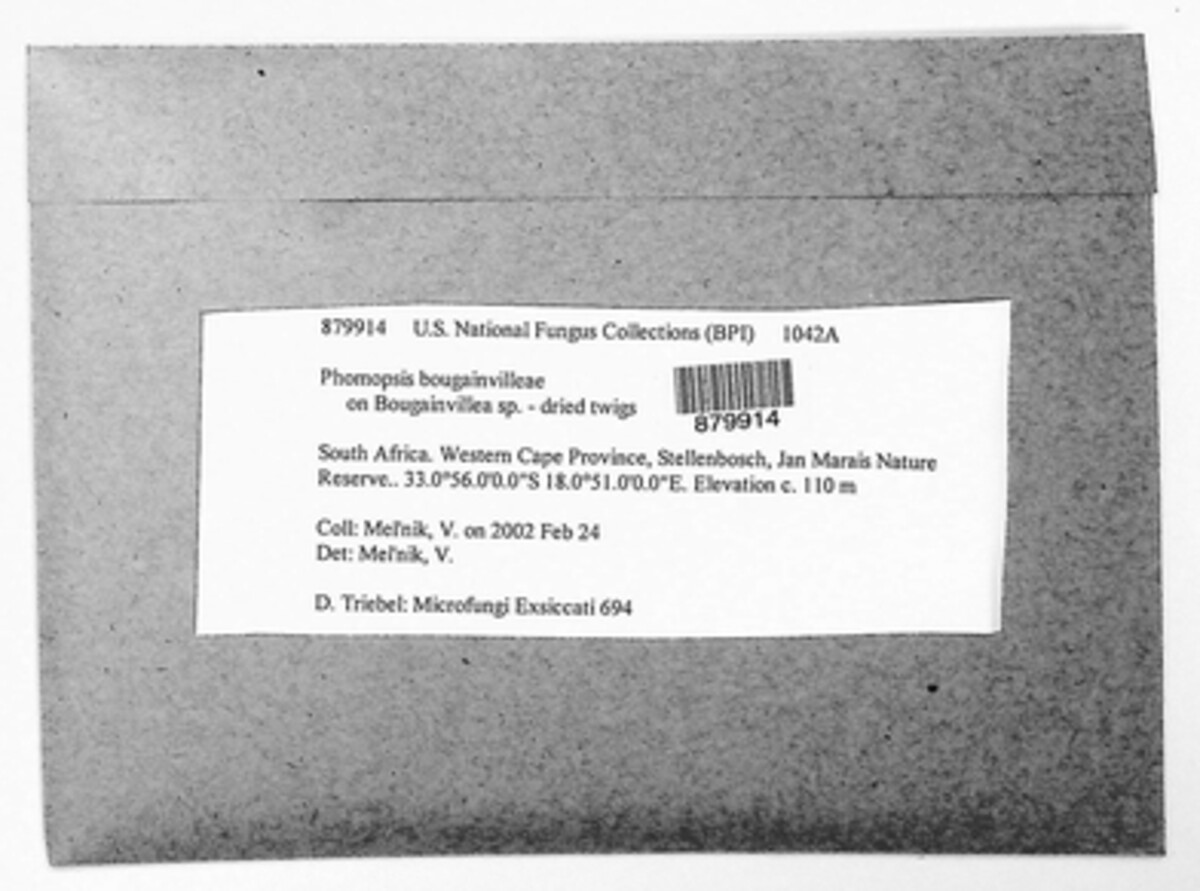 879914 U.S. National Fungus Collections (BPI) 1042A
Phomopsis bougainvilleae
on Bougainvillea sp. - dried twigs
879914
South Africa. Western Cape Province, Stellenbosch, Jan Marais Nature
Reserve.. 33.0°56.0'0.0"S 18.0°51.0'0.0"E. Elevation c. 110 m
Coll: Mel'nik, V. on 2002 Feb 24
Det: Mel'nik, V.
D. Triebel: Microfungi Exsiccati 694